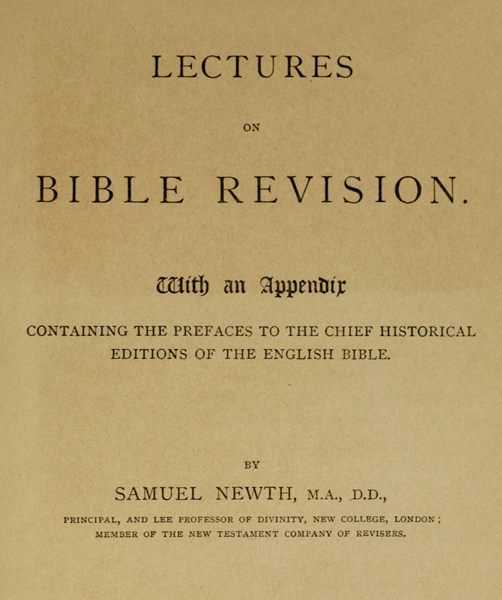 LECTURES
ON
BIBLE REVISION.
With an Appendix
CONTAINING THE PREFACES TO THE CHIEF HISTORICAL
EDITIONS OF THE ENGLISH BIBLE.
BY
SAMUEL NEWTH, M.A., D.D.,
PRINCIPAL, AND LEE PROFESSOR OF DIVINITY, NEW COLLEGE, LONDON;
MEMBER OF THE NEW TESTAMENT COMPANY OF REVISERS.